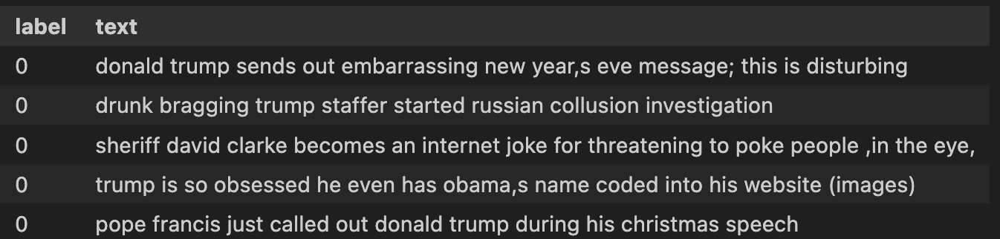 label text
0 donald trump sends out embarrassing new year,s eve message; this is disturbing
0 drunk bragging trump staffer started russian collusion investigation
0 sheriff david clarke becomes an internet joke for threatening to poke people ,in the eye,
0 trump is so obsessed he even has obama,s name coded into his website (images)
0 pope francis just called out donald trump during his christmas speech